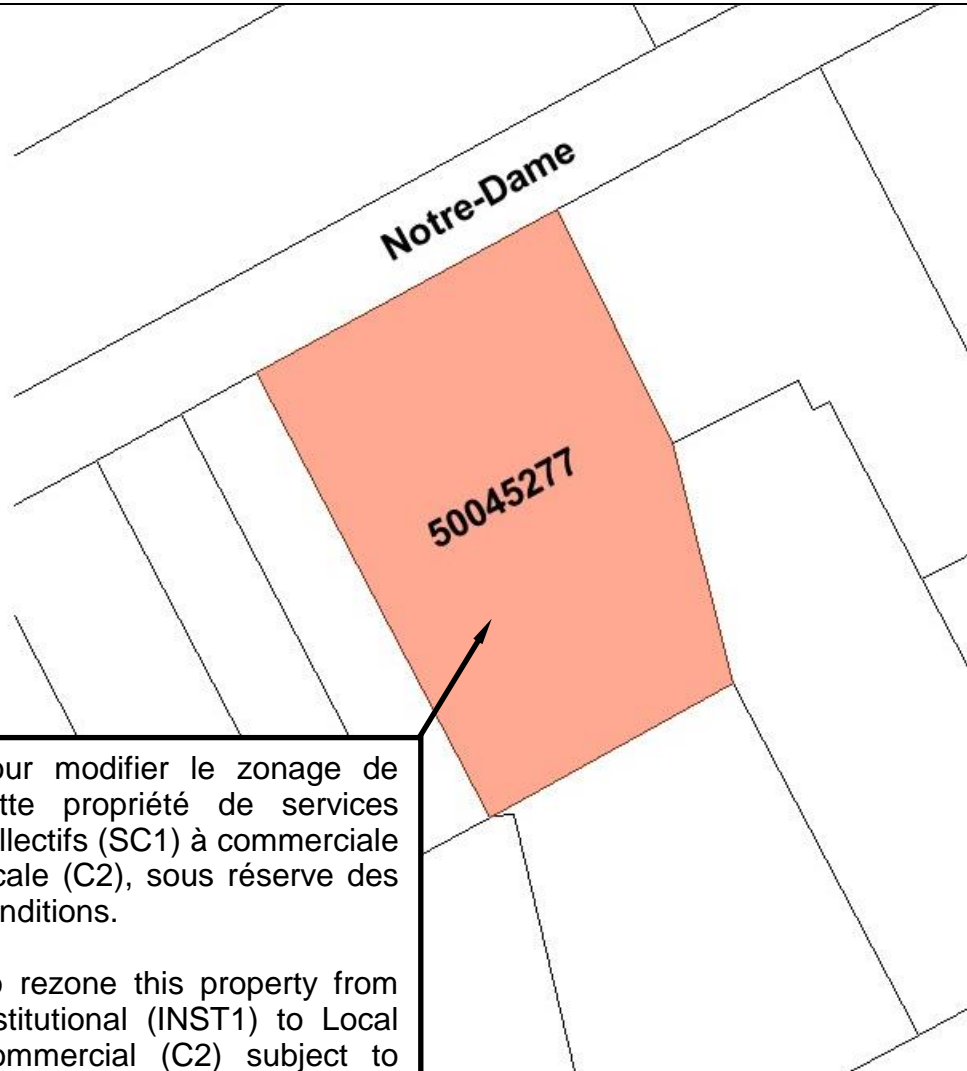 Notre-Dame
50045277
our modifier le zonage de
tte propriété de services
llectifs (SC1) à commerciale
cale (C2), sous réserve des
nditions.
o rezone this property from
stitutional (INST1) to Local
ommercial (C2) subject to